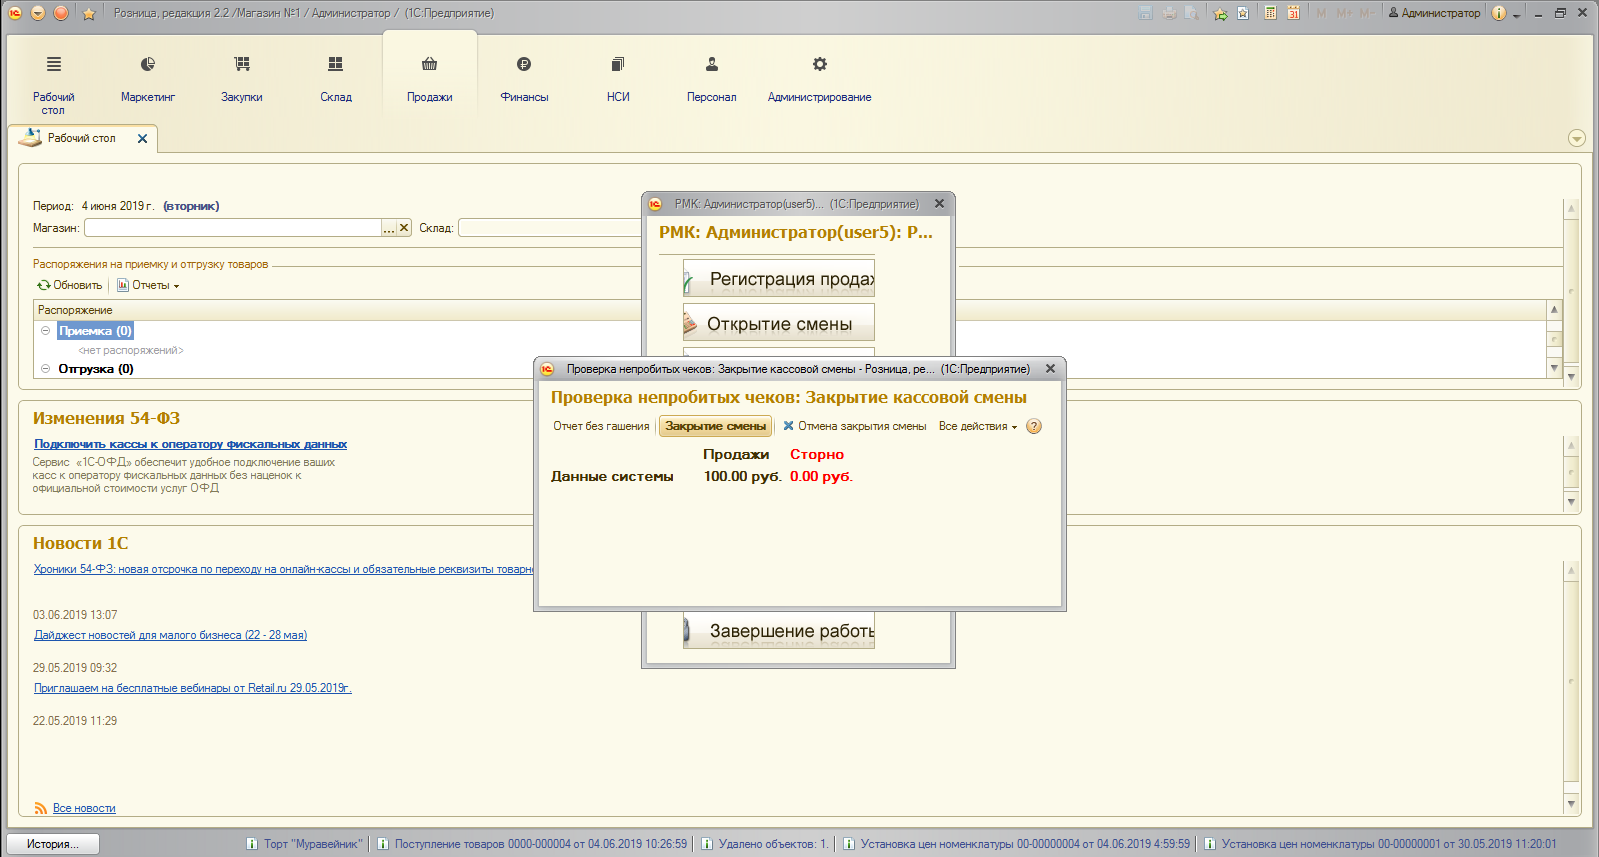 Розница, редакция 2.2 /Магазин №1 / Администратор / (1С:Предприятие)
M M+ M- Администратор
Рабочий стол
Маркетинг
Закупки
Склад
Продажи
Финансы
НСИ
Персонал
Администрирование
Рабочий стол
Период: 4 июня 2019 г. (вторник)
Магазин:
Склад:
Распоряжения на приемку и отгрузку товаров
Обновить Отчеты
Распоряжение
Приемка (0)
<нет распоряжений>
Отгрузка (0)
Изменения 54-ФЗ
Подключить кассы к оператору фискальных данных
Сервис «1С-ОФД» обеспечит удобное подключение ваших
касс к оператору фискальных данных без наценок к
официальной стоимости услуг ОФД
Новости 1С
Хроники 54-ФЗ: новая отсрочка по переходу на онлайн-кассы и обязательные реквизиты
03.06.2019 13:07
Дайджест новостей для малого бизнеса (22 - 28 мая)
29.05.2019 09:32
Приглашаем на бесплатные вебинары от Retail.ru 29.05.2019г.
22.05.2019 11:29
Все новости
РМК: Администратор(user5)... (1С:Предприятие)
РМК: Администратор(user5): Р...
Регистрация продаж
Открытие смены
Проверка непробитых чеков: Закрытие кассовой смены - Розница, ре... (1С:Предприятие)
Проверка непробитых чеков: Закрытие кассовой смены
Отчет без гашения Закрытие смены Отмена закрытия смены Все действия ?
Продажи Сторно
Данные системы 100.00 руб. 0.00 руб.
Завершение работы
История... Торт "Муравейник" Поступление товаров 0000-000004 от 04.06.2019 10:26:59 Удалено объектов: 1. Установка цен номенклатуры 00-00000004 от 04.06.2019 4:59:59 Установка цен номенклатуры 00-00000001 от 30.05.2019 11:20:01